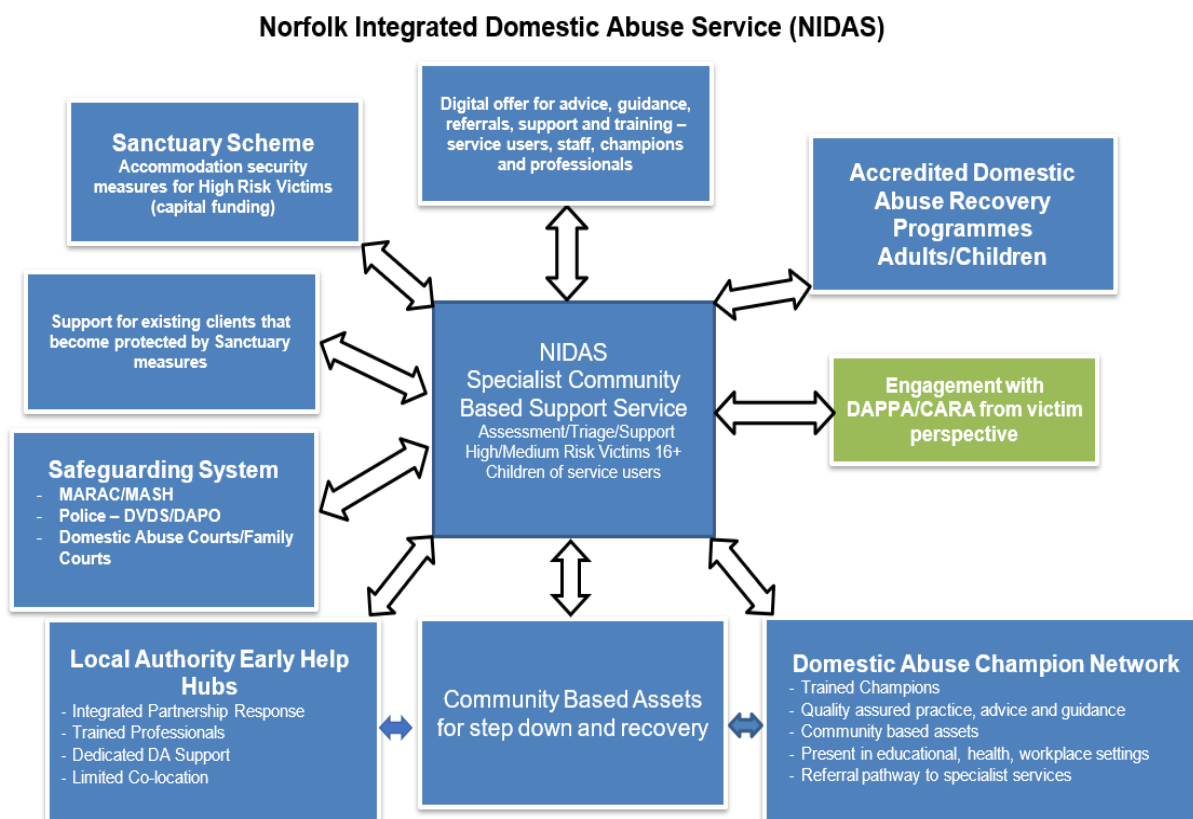 Norfolk Integrated Domestic Abuse Service (NIDAS)
Sanctuary Scheme
Accommodation security
measures for High Risk Victims
(capital funding)
Digital offer for advice, guidance,
referrals, support and training –
service users, staff, champions
and professionals
Accredited Domestic
Abuse Recovery
Programmes
Adults/Children
Support for existing clients that
become protected by Sanctuary
measures
NIDAS
Specialist Community
Based Support Service
Assessment/Triage/Support
High/Medium Risk Victims 16+
Children of service users
Engagement with
DAPPA/CARA from victim
perspective
Safeguarding System
- MARAC/MASH
- Police – DVDS/DAPO
- Domestic Abuse Courts/Family
Courts
Local Authority Early Help
Hubs
- Integrated Partnership Response
- Trained Professionals
- Dedicated DA Support
- Limited Co-location
Community Based Assets
for step down and recovery
Domestic Abuse Champion Network
- Trained Champions
- Quality assured practice, advice and guidance
- Community based assets
- Present in educational, health, workplace settings
- Referral pathway to specialist services